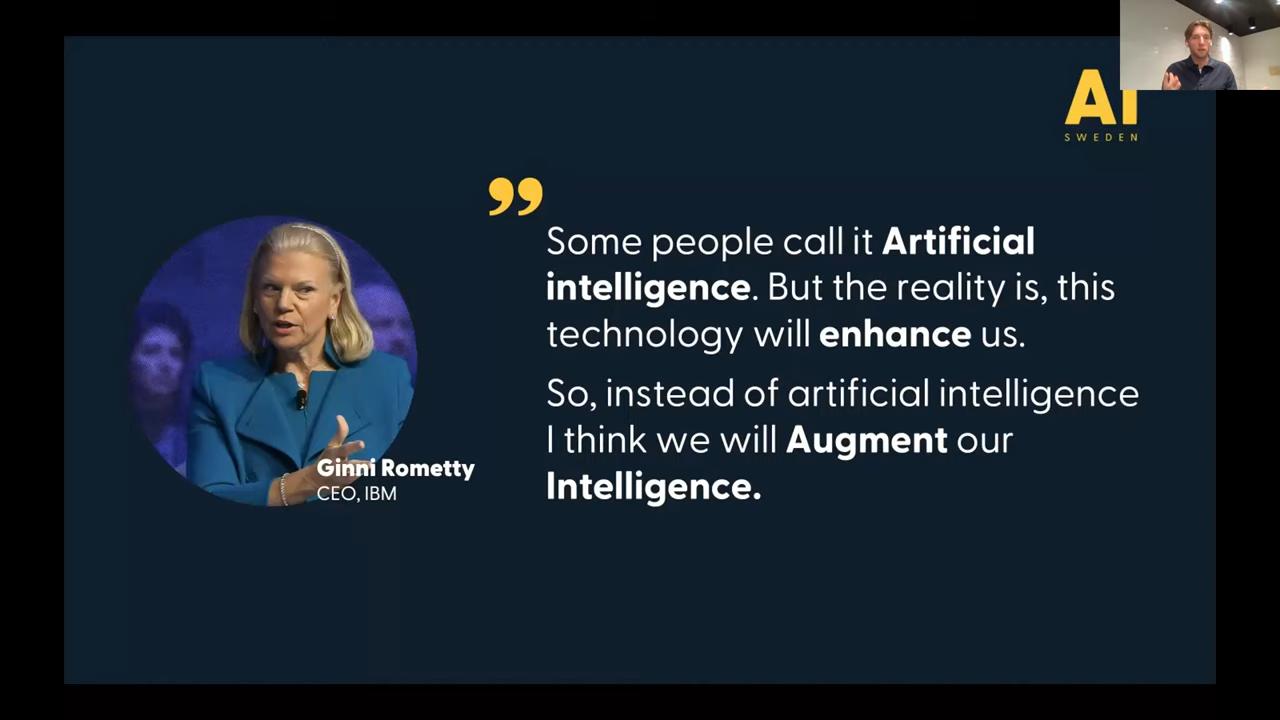 AI
SWEDEN
”
Some people call it Artificial
intelligence. But the reality is, this
technology will enhance us.
So, instead of artificial intelligence
I think we will Augment our
Intelligence.
Ginni Rometty
CEO, IBM